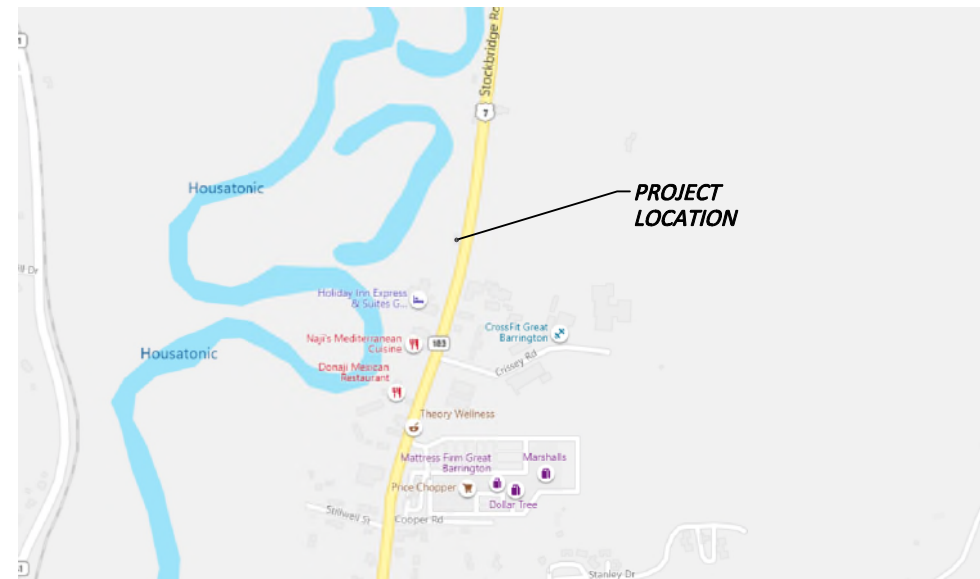 Stockbridge Rd
7
Housatonic
PROJECT
LOCATION
Holiday Inn Express
& Suites G...
CrossFit Great
Barrington
Naji's Mediterranean
Cuisine
183
Housatonic
Crissey Rd
Donaji Mexican
Restaurant
Theory Wellness
Mattress Firm Great
Barrington
Marshalls
Price Chopper
Dollar Tree
Stillwell St
Cooper Rd
Stanley Dr